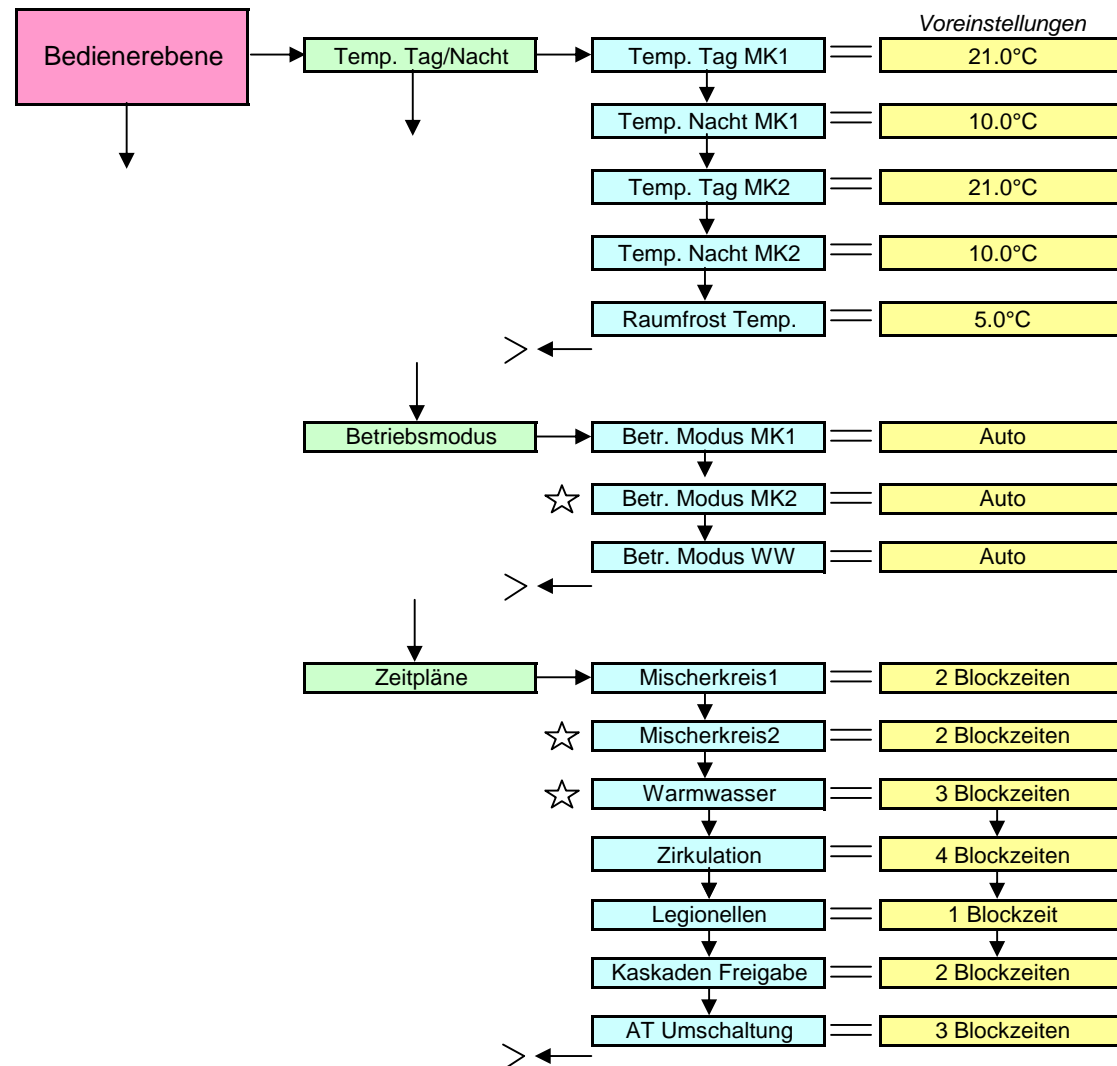 Voreinstellungen
Bedienerebene
Temp. Tag/Nacht
Temp. Tag MK1
21.0°C
Temp. Nacht MK1
10.0°C
Temp. Tag MK2
21.0°C
Temp. Nacht MK2
10.0°C
Raumfrost Temp.
5.0°C
Betriebsmodus
Betr. Modus MK1
Auto
Betr. Modus MK2
Auto
Betr. Modus WW
Auto
Zeitpläne
Mischerkreis1
2 Blockzeiten
Mischerkreis2
2 Blockzeiten
Warmwasser
3 Blockzeiten
Zirkulation
4 Blockzeiten
Legionellen
1 Blockzeit
Kaskaden Freigabe
2 Blockzeiten
AT Umschaltung
3 Blockzeiten